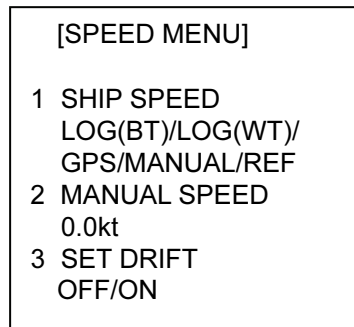 [SPEED MENU]
1 SHIP SPEED
LOG(BT)/LOG(WT)/
GPS/MANUAL/REF
2 MANUAL SPEED
0.0kt
3 SET DRIFT
OFF/ON